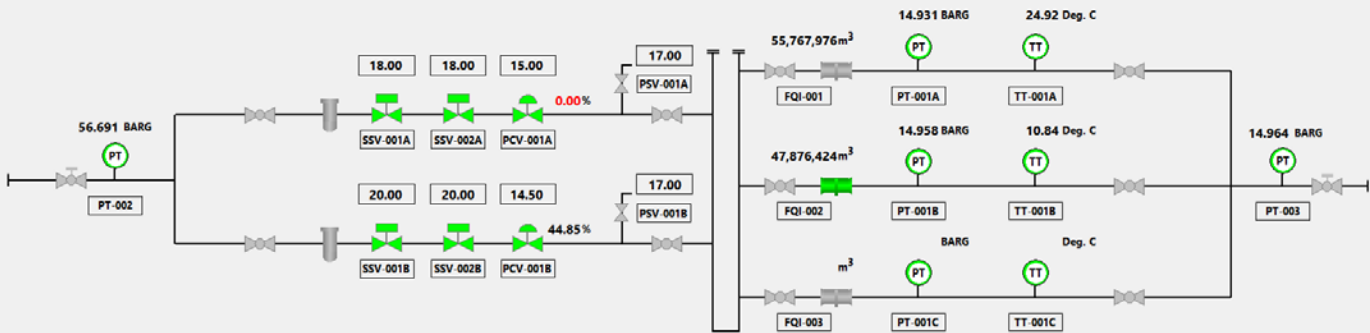 14.931 BARG
24.92 Deg. C
55,767,976m³
PT
TT
17.00
18.00
18.00
15.00
PSV-001A
0.00%
FQI-001
PT-001A
TT-001A
56.691 BARG
SSV-001A
SSV-002A
PCV-001A
14.958 BARG
10.84 Deg. C
14.964 BARG
47,876,424m³
PT
PT
TT
PT
17.00
PT-002
20.00
20.00
14.50
PSV-001B
FQI-002
PT-001B
TT-001B
PT-003
44.85%
BARG
Deg. C
m³
SSV-001B
SSV-002B
PCV-001B
PT
TT
FQI-003
PT-001C
TT-001C